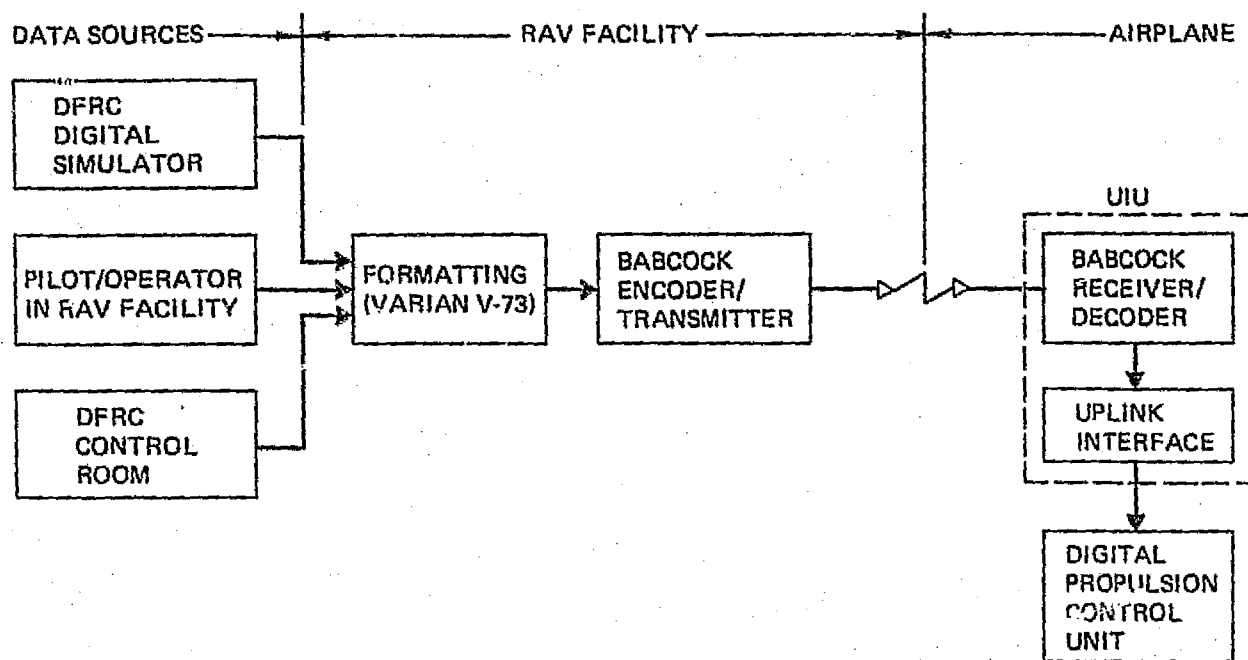 DATA SOURCES
RAV FACILITY
AIRPLANE
DFRC
DIGITAL
SIMULATOR
PILOT/OPERATOR
IN RAV FACILITY
DFRC
CONTROL
ROOM
FORMATTING
(VARIAN V-73)
BABCOCK
ENCODER/
TRANSMITTER
UIU
BABCOCK
RECEIVER/
DECODER
UPLINK
INTERFACE
DIGITAL
PROPULSION
CONTROL
UNIT